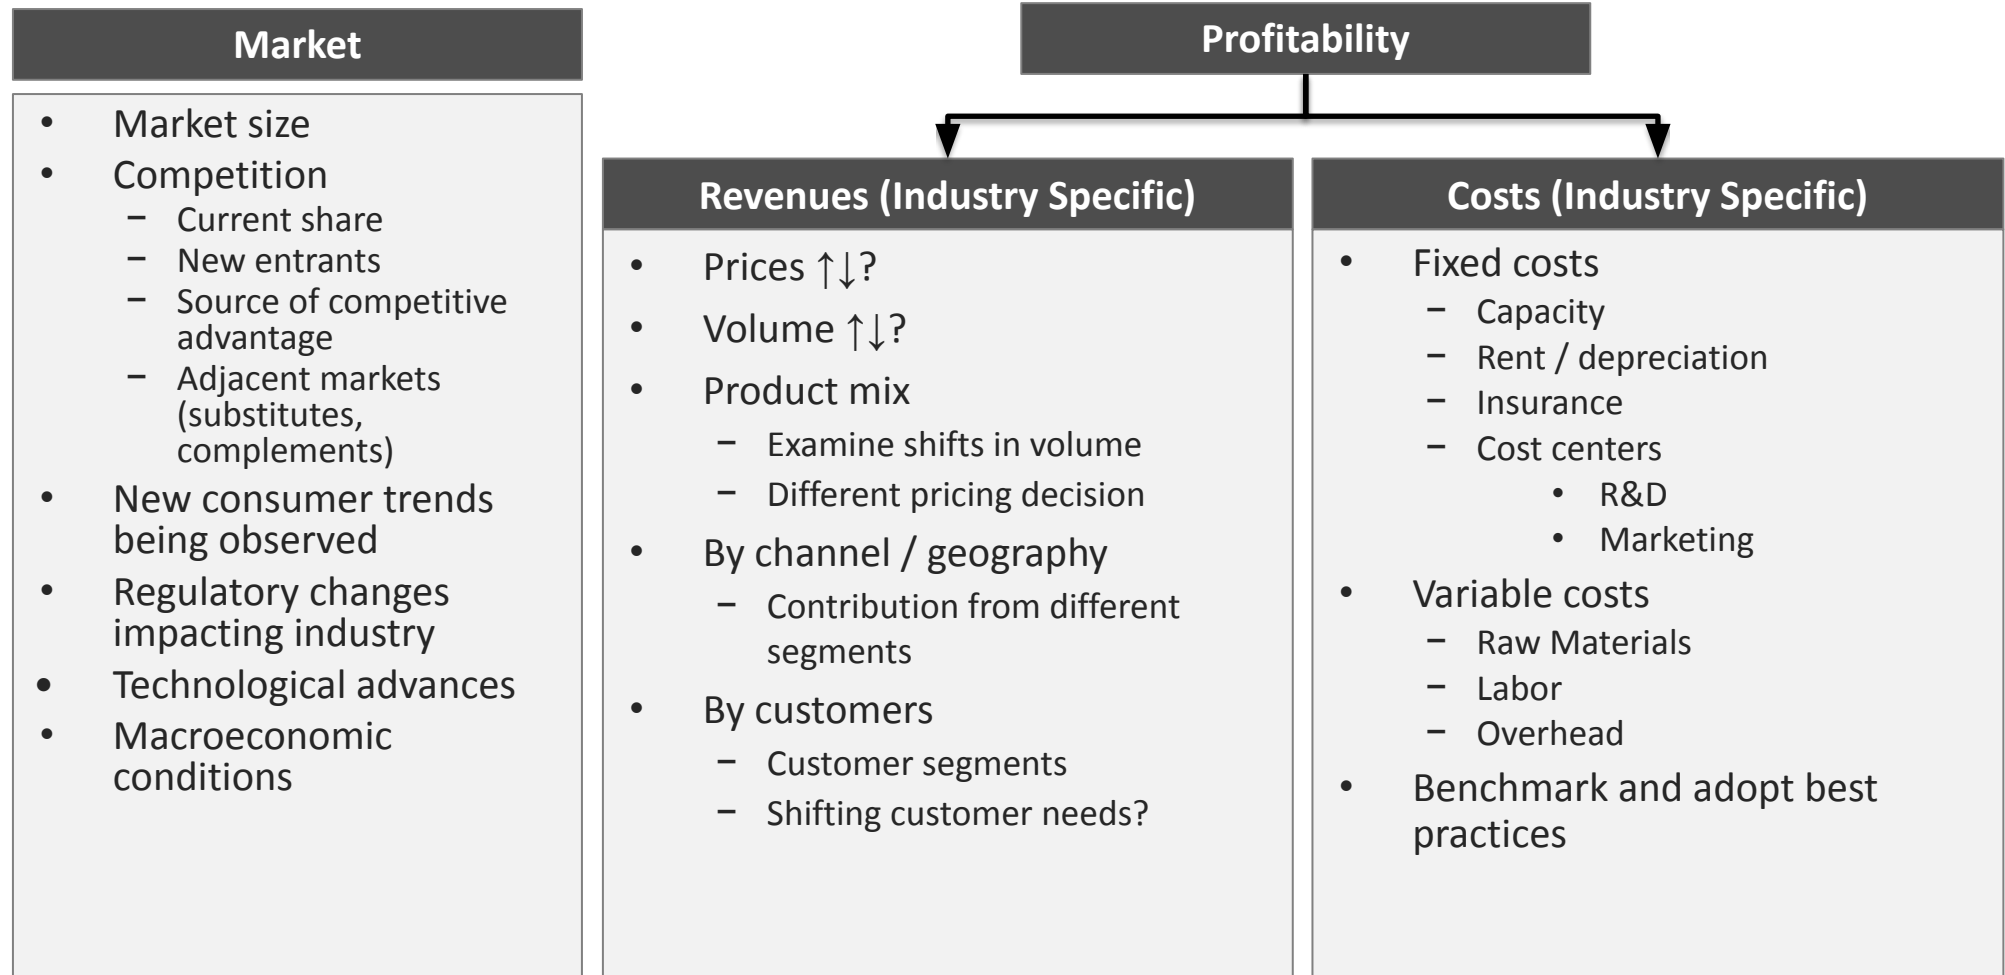 Market
• Market size
• Competition
− Current share
− New entrants
− Source of competitive
advantage
− Adjacent markets
(substitutes,
complements)
• New consumer trends
being observed
• Regulatory changes
impacting industry
• Technological advances
• Macroeconomic
conditions
Profitability
Revenues (Industry Specific)
• Prices ↑↓?
• Volume ↑↓?
• Product mix
− Examine shifts in volume
− Different pricing decision
• By channel / geography
− Contribution from different
segments
• By customers
− Customer segments
− Shifting customer needs?
Costs (Industry Specific)
• Fixed costs
− Capacity
− Rent / depreciation
− Insurance
− Cost centers
• R&D
• Marketing
• Variable costs
− Raw Materials
− Labor
− Overhead
• Benchmark and adopt best
practices